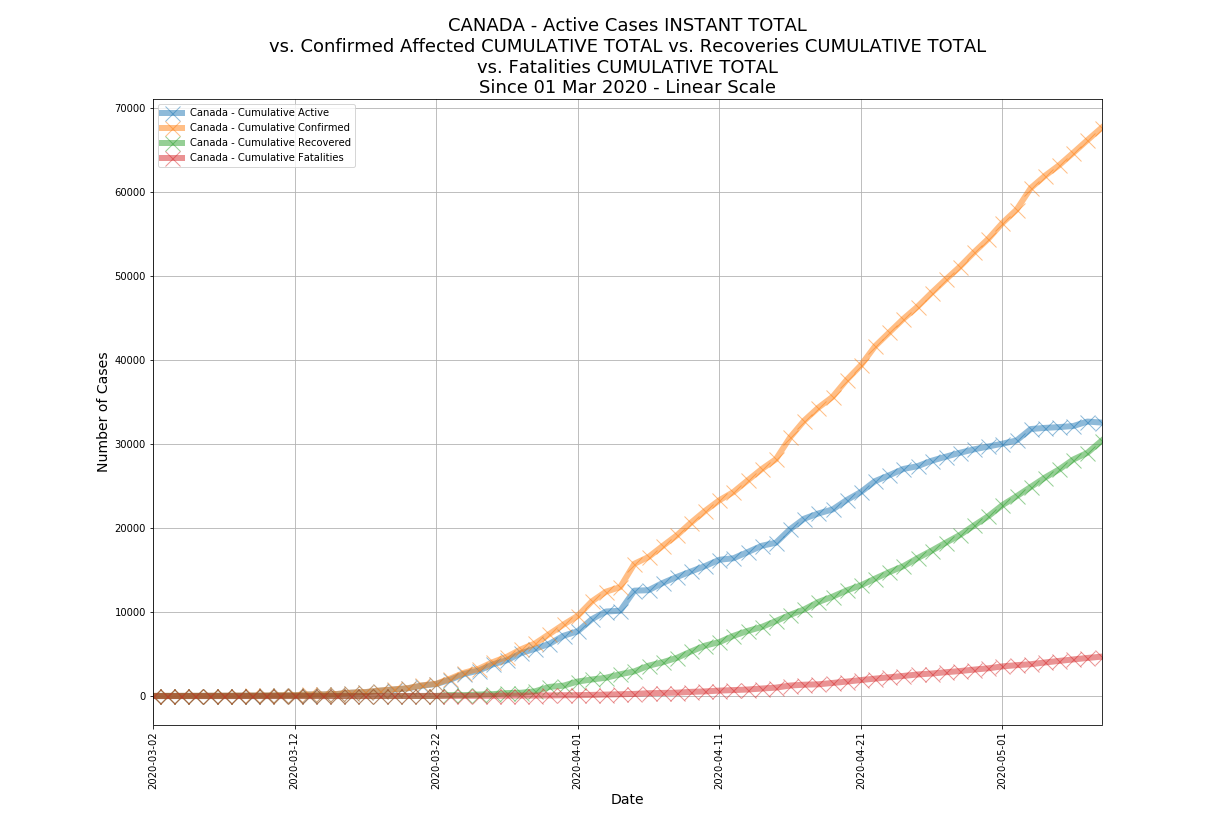 CANADA - Active Cases INSTANT TOTAL
vs. Confirmed Affected CUMULATIVE TOTAL vs. Recoveries CUMULATIVE TOTAL
vs. Fatalities CUMULATIVE TOTAL
Since 01 Mar 2020 - Linear Scale
Canada - Cumulative Active
Canada - Cumulative Confirmed
Canada - Cumulative Recovered
Canada - Cumulative Fatalities
70000
60000
50000
40000
30000
20000
10000
0
Number of Cases
2020-03-02
2020-03-12
2020-03-22
2020-04-01
2020-04-11
2020-04-21
2020-05-01
Date